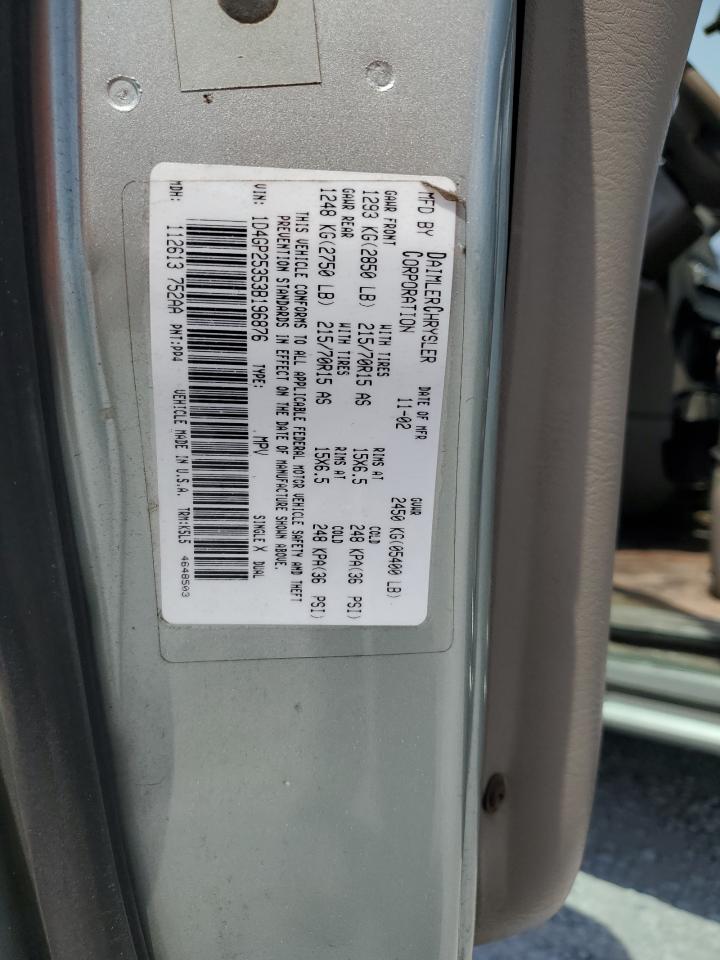 MFD BY DAIMLERCHRYSLER CORPORATION DATE OF MFR 11-02 GVWR 2450 KG(05400 LB)
GAWR FRONT WITH TIRES RIMS AT COLD
1293 KG(2850 LB) 215/70R15 AS 15X6.5 248 KPA(36 PSI)
GAWR REAR WITH TIRES RIMS AT COLD
1248 KG(2750 LB) 215/70R15 AS 15X6.5 248 KPA(36 PSI)
THIS VEHICLE CONFORMS TO ALL APPLICABLE FEDERAL MOTOR VEHICLE SAFETY AND THEFT
PREVENTION STANDARDS IN EFFECT ON THE DATE OF MANUFACTURE SHOWN ABOVE.
VIN: 1D4GP25353B196876 TYPE: MPV SINGLE X DUAL
MDH: 112613 752AA PNT:PP4 VEHICLE MADE IN U.S.A. TRM:K5L5 4648503